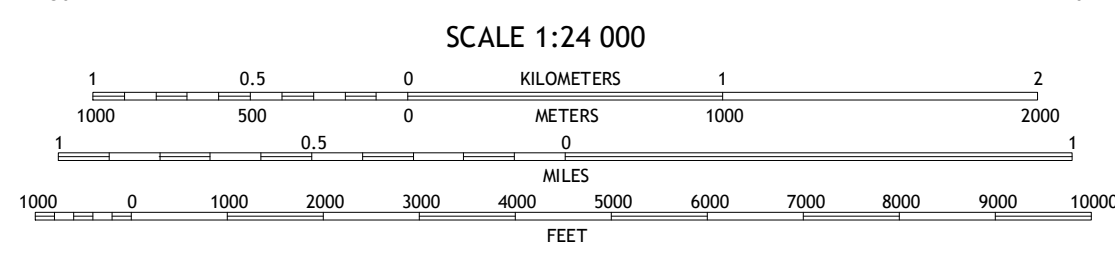 SCALE 1:24 000
1 0.5 0 KILOMETERS 1 2
1000 500 0 METERS 1000 2000
1 0.5 0 1
MILES
1000 0 1000 2000 3000 4000 5000 6000 7000 8000 9000 10000
FEET